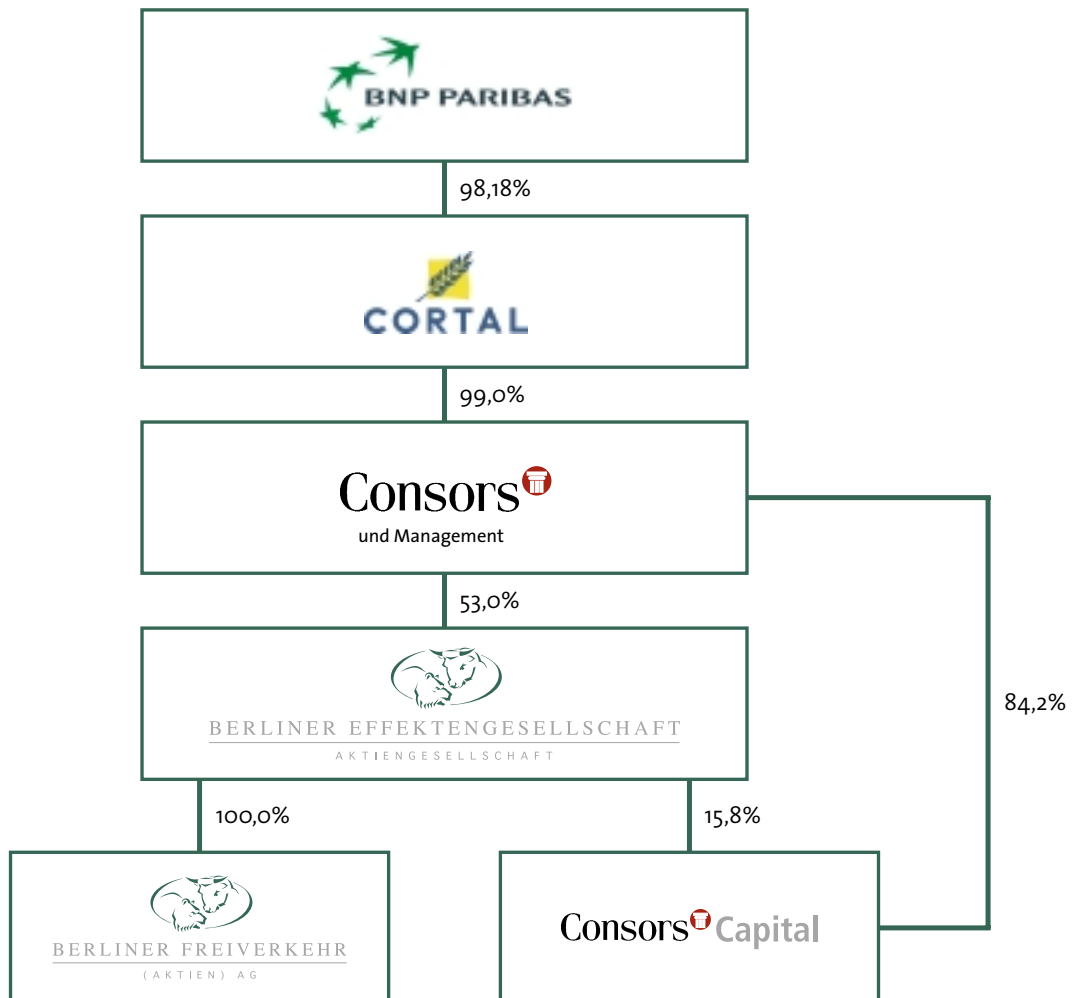 BNP PARIBAS
98,18%
CORTAL
99,0%
Consors
und Management
53,0%
BERLINER EFFEKTENGESELLSCHAFT
AKTIENGESELLSCHAFT
84,2%
100,0%
15,8%
BERLINER FREIVERKEHR
(AKTIEN) AG
Consors Capital